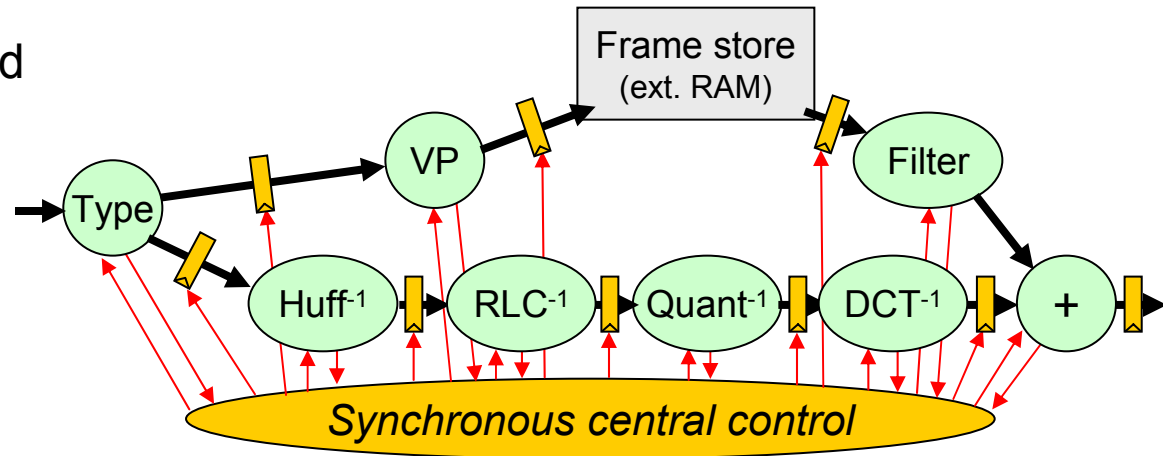 d
Frame store
(ext. RAM)
VP
Filter
Type
Huff⁻¹
RLC⁻¹
Quant⁻¹
DCT⁻¹
+
Synchronous central control